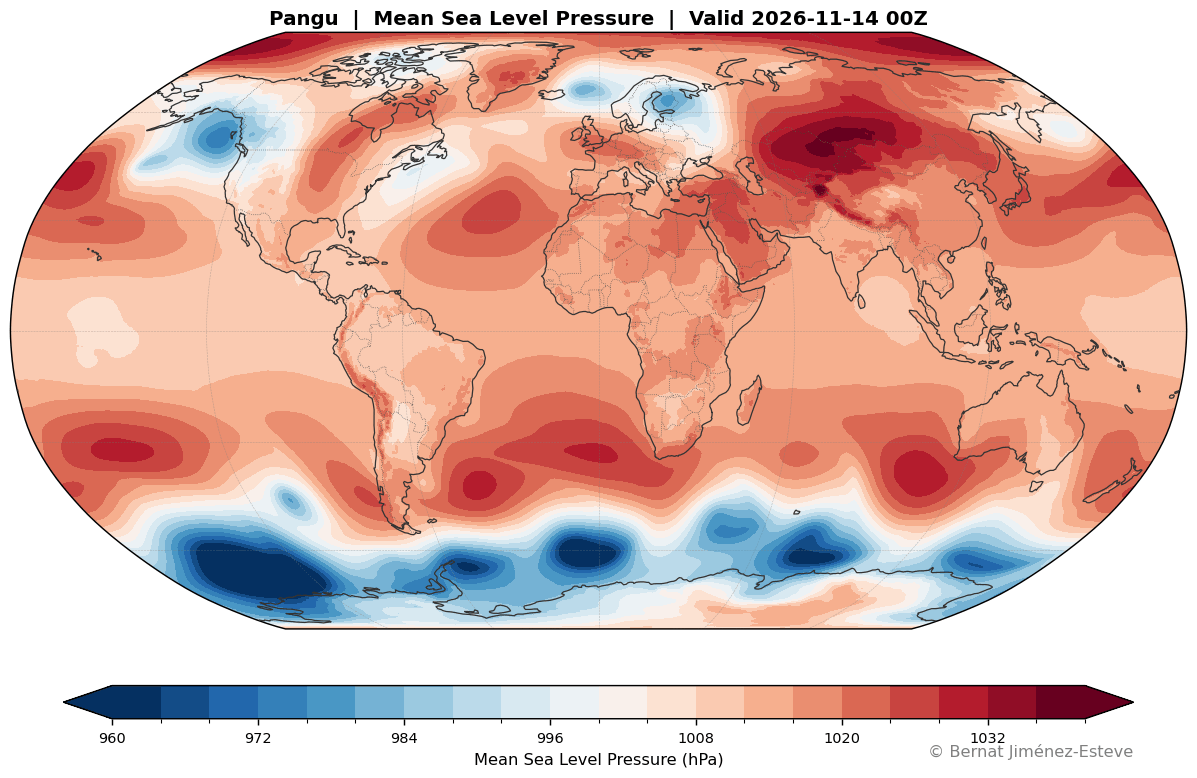 Pangu | Mean Sea Level Pressure | Valid 2026-11-14 00Z
960 972 984 996 1008 1020 1032
Mean Sea Level Pressure (hPa)
© Bernat Jiménez-Esteve